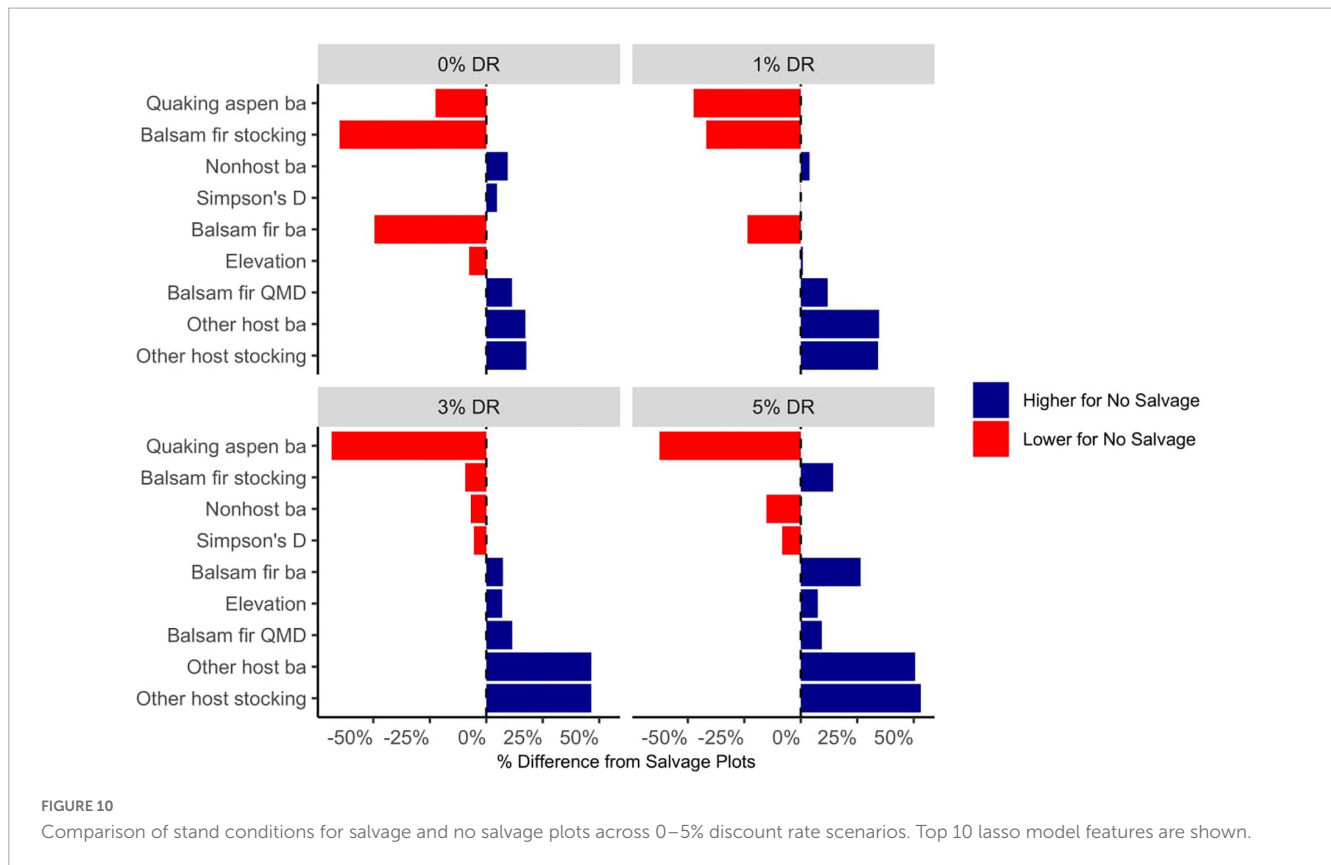 0% DR
1% DR
Quaking aspen ba
Balsam fir stocking
Nonhost ba
Simpson's D
Balsam fir ba
Elevation
Balsam fir QMD
Other host ba
Other host stocking
3% DR
5% DR
Higher for No Salvage
Lower for No Salvage
Quaking aspen ba
Balsam fir stocking
Nonhost ba
Simpson's D
Balsam fir ba
Elevation
Balsam fir QMD
Other host ba
Other host stocking
-50% -25% 0% 25% 50%
-50% -25% 0% 25% 50%
% Difference from Salvage Plots
FIGURE 10
Comparison of stand conditions for salvage and no salvage plots across 0–5% discount rate scenarios. Top 10 lasso model features are shown.